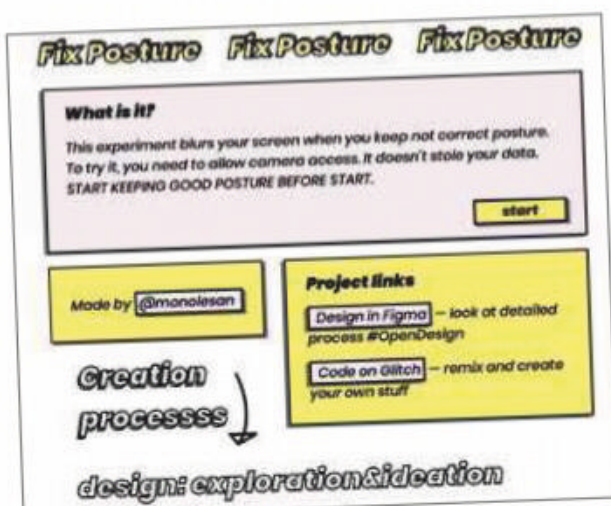 Fix Posture Fix Posture Fix Posture
What is it?
This experiment blurs your screen when you keep not correct posture.
To try it, you need to allow camera access. It doesn't stole your data.
START KEEPING GOOD POSTURE BEFORE START.
start
Made by @monolesan
Project links
Design in Figma – look at detailed
process #OpenDesign
Code on Glitch – remix and create
your own stuff
Creation
processss
design: exploration&ideation